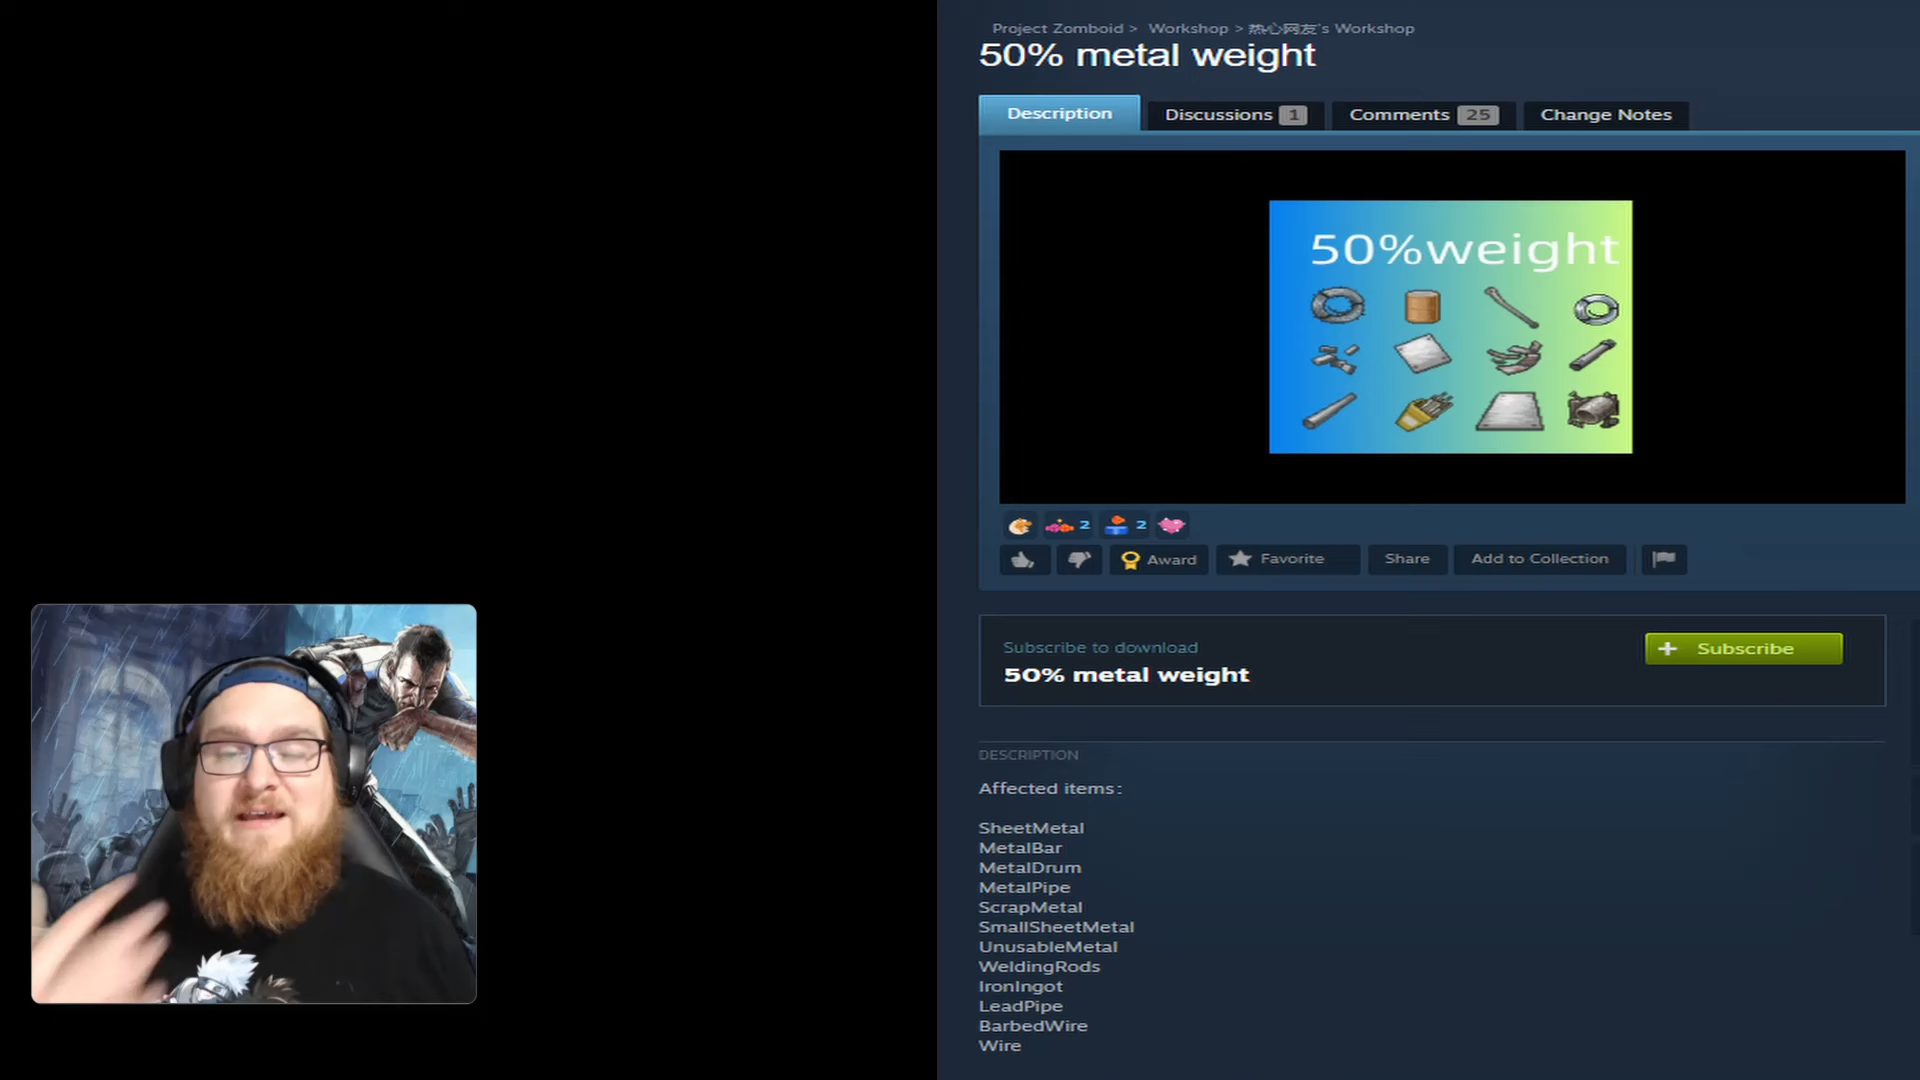 Project Zomboid > Workshop > 热心网友's Workshop
50% metal weight
Description
Discussions 1
Comments 25
Change Notes
50%weight
2 2
Award
Favorite
Share
Add to Collection
Subscribe to download
50% metal weight
+ Subscribe
DESCRIPTION
Affected items:
SheetMetal
MetalBar
MetalDrum
MetalPipe
ScrapMetal
SmallSheetMetal
UnusableMetal
WeldingRods
IronIngot
LeadPipe
BarbedWire
Wire